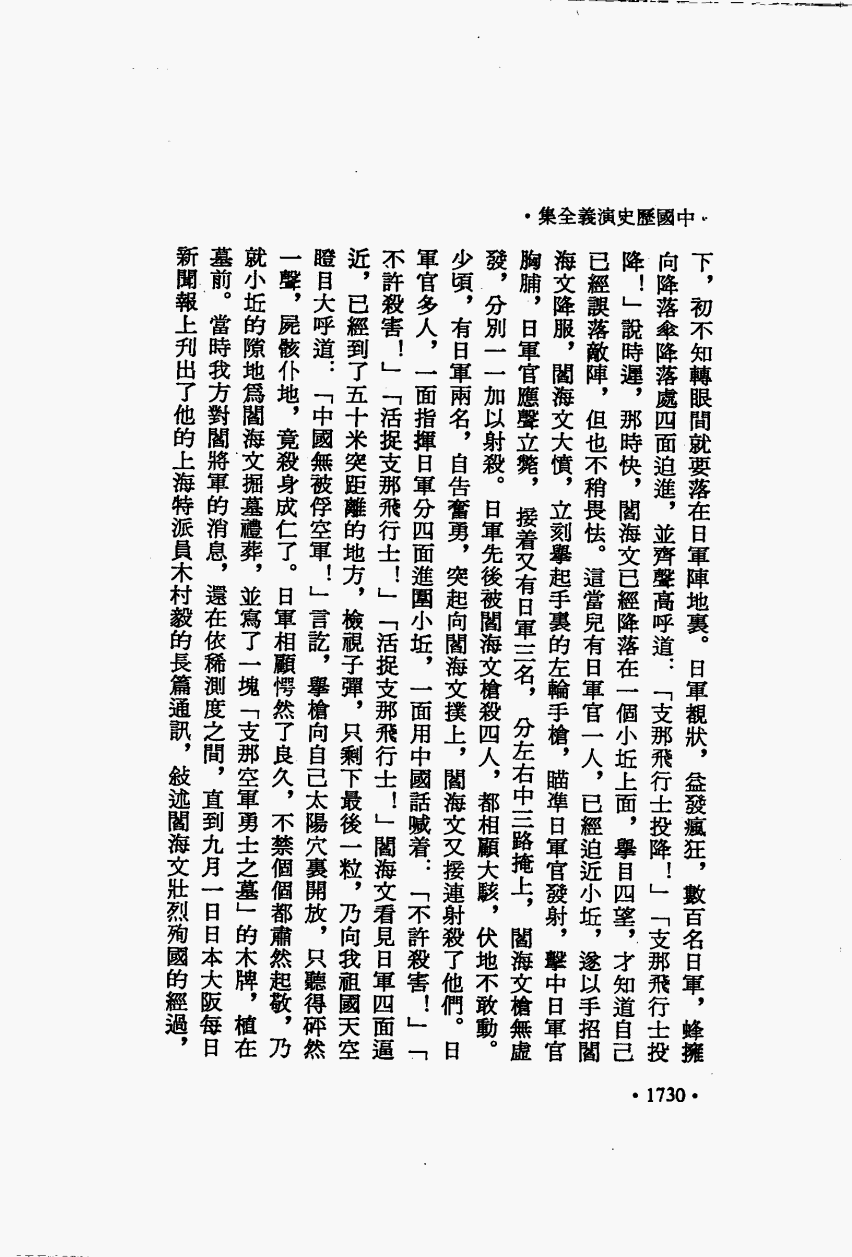 ·中國歷史演義全集·
下，初不知轉眼間就要落在日軍陣地裏。日軍覩狀，益發瘋狂，數百名日軍，蜂擁
向降落傘降落處四面迫進，並齊聲高呼道：「支那飛行士投降！」「支那飛行士投
降！」說時遲，那時快，閻海文已經降落在一個小坵上面，舉目四望，才知道自己
已經誤落敵陣，但也不稍畏怯。這當兒有日軍官一人，已經迫近小坵，遂以手招閻
海文降服，閻海文大憤，立刻舉起手裏的左輪手槍，瞄準日軍官發射，擊中日軍官
胸脯，日軍官應聲立斃，接着又有日軍三名，分左右中三路掩上，閻海文槍無虛
發，分別一一加以射殺。日軍先後被閻海文槍殺四人，都相顧大駭，伏地不敢動。
少頃，有日軍兩名，自告奮勇，突起向閻海文撲上，閻海文又接連射殺了他們。日
軍官多人，一面指揮日軍分四面進圍小坵，一面用中國話喊着：「不許殺害！」「
不許殺害！」「活捉支那飛行士！」「活捉支那飛行士！」閻海文看見日軍四面逼
近，已經到了五十米突距離的地方，檢視子彈，只剩下最後一粒，乃向我祖國天空
瞪目大呼道：「中國無被俘空軍！」言訖，舉槍向自己太陽穴裏開放，只聽得砰然
一聲，屍骸仆地，竟殺身成仁了。日軍相顧愕然了良久，不禁個個都肅然起敬，乃
就小坵的隙地爲閻海文掘墓禮葬，並寫了一塊「支那空軍勇士之墓」的木牌，植在
墓前。當時我方對閻將軍的消息，還在依稀測度之間，直到九月一日日本大阪每日
新聞報上刋出了他的上海特派員木村毅的長篇通訊，敍述閻海文壯烈殉國的經過，
·1730·